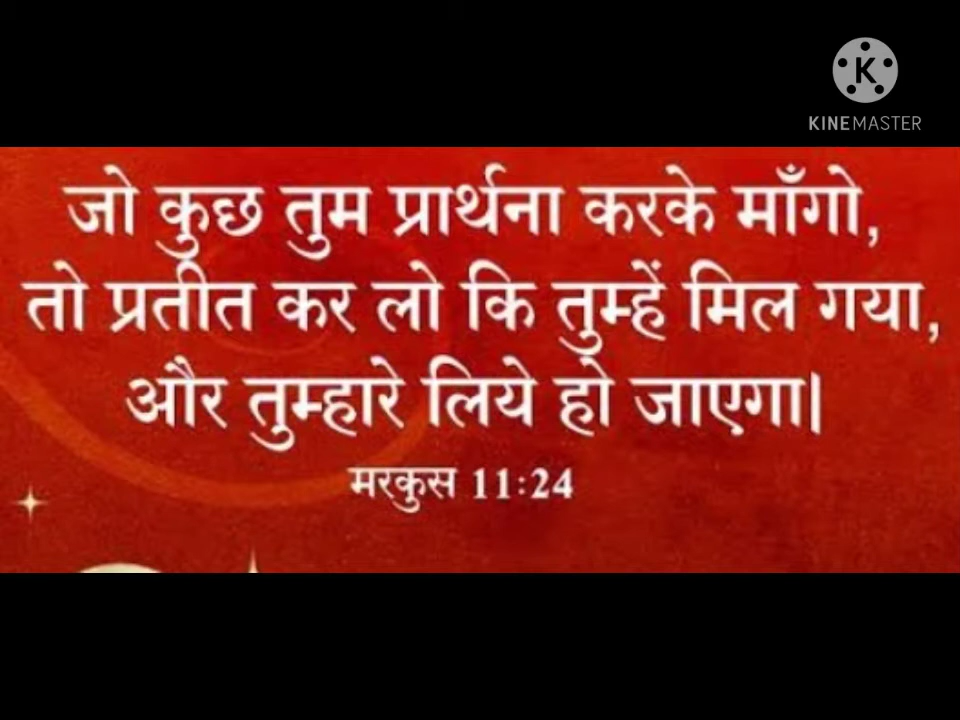 KINEMASTER
जो कुछ तुम प्रार्थना करके माँगो,
तो प्रतीत कर लो कि तुम्हें मिल गया,
और तुम्हारे लिये हो जाएगा|
मरकुस 11:24